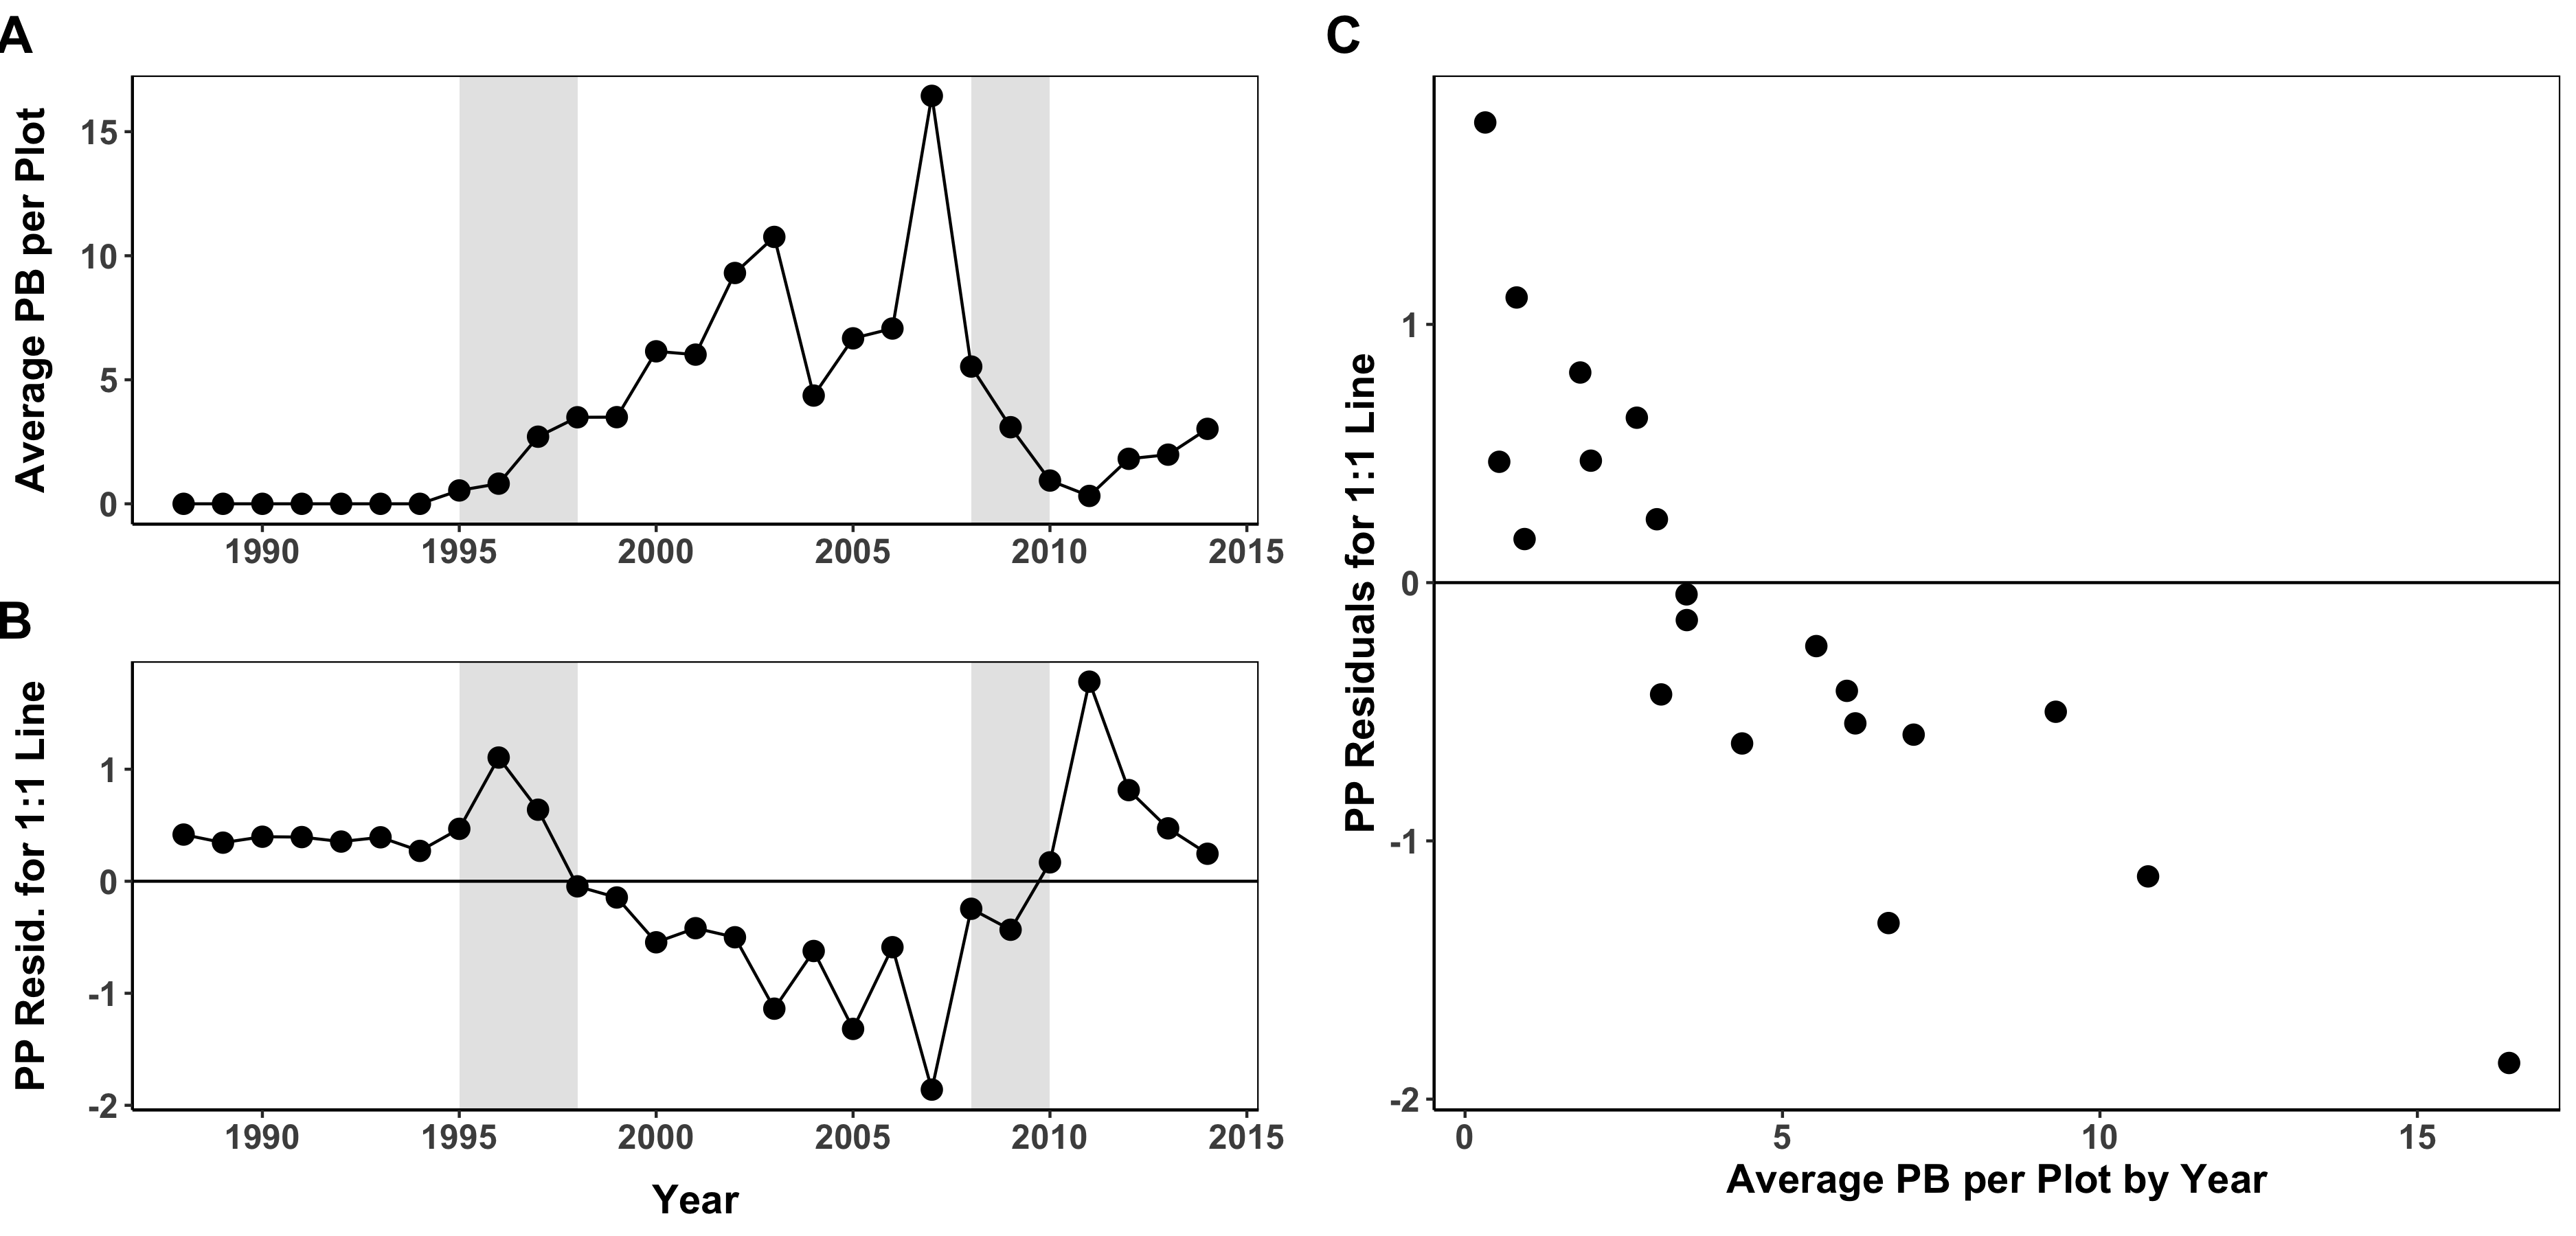 A
Average PB per Plot
15
10
5
0
1990 1995 2000 2005 2010 2015
B
PP Resid. for 1:1 Line
1
0
-1
-2
1990 1995 2000 2005 2010 2015
Year
C
PP Residuals for 1:1 Line
1
0
-1
-2
0 5 10 15
Average PB per Plot by Year